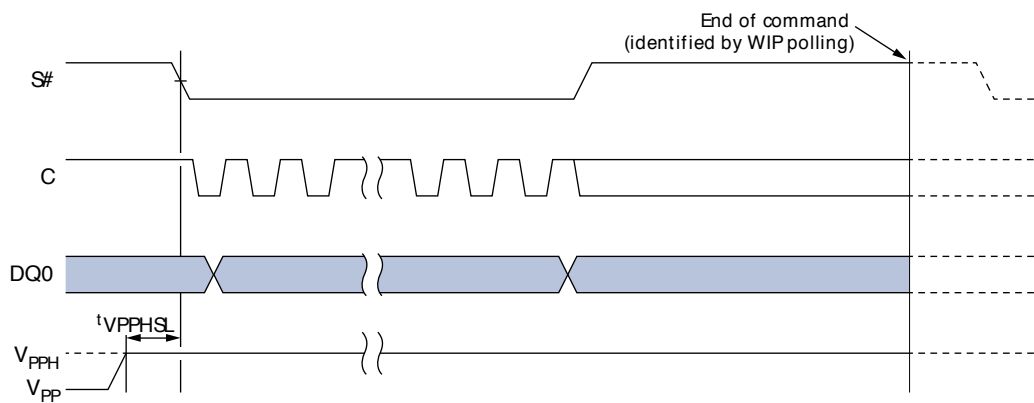 End of command
(identified by WIP polling)
S#
C
DQ0
tVPPHSL
VPPH
VPP